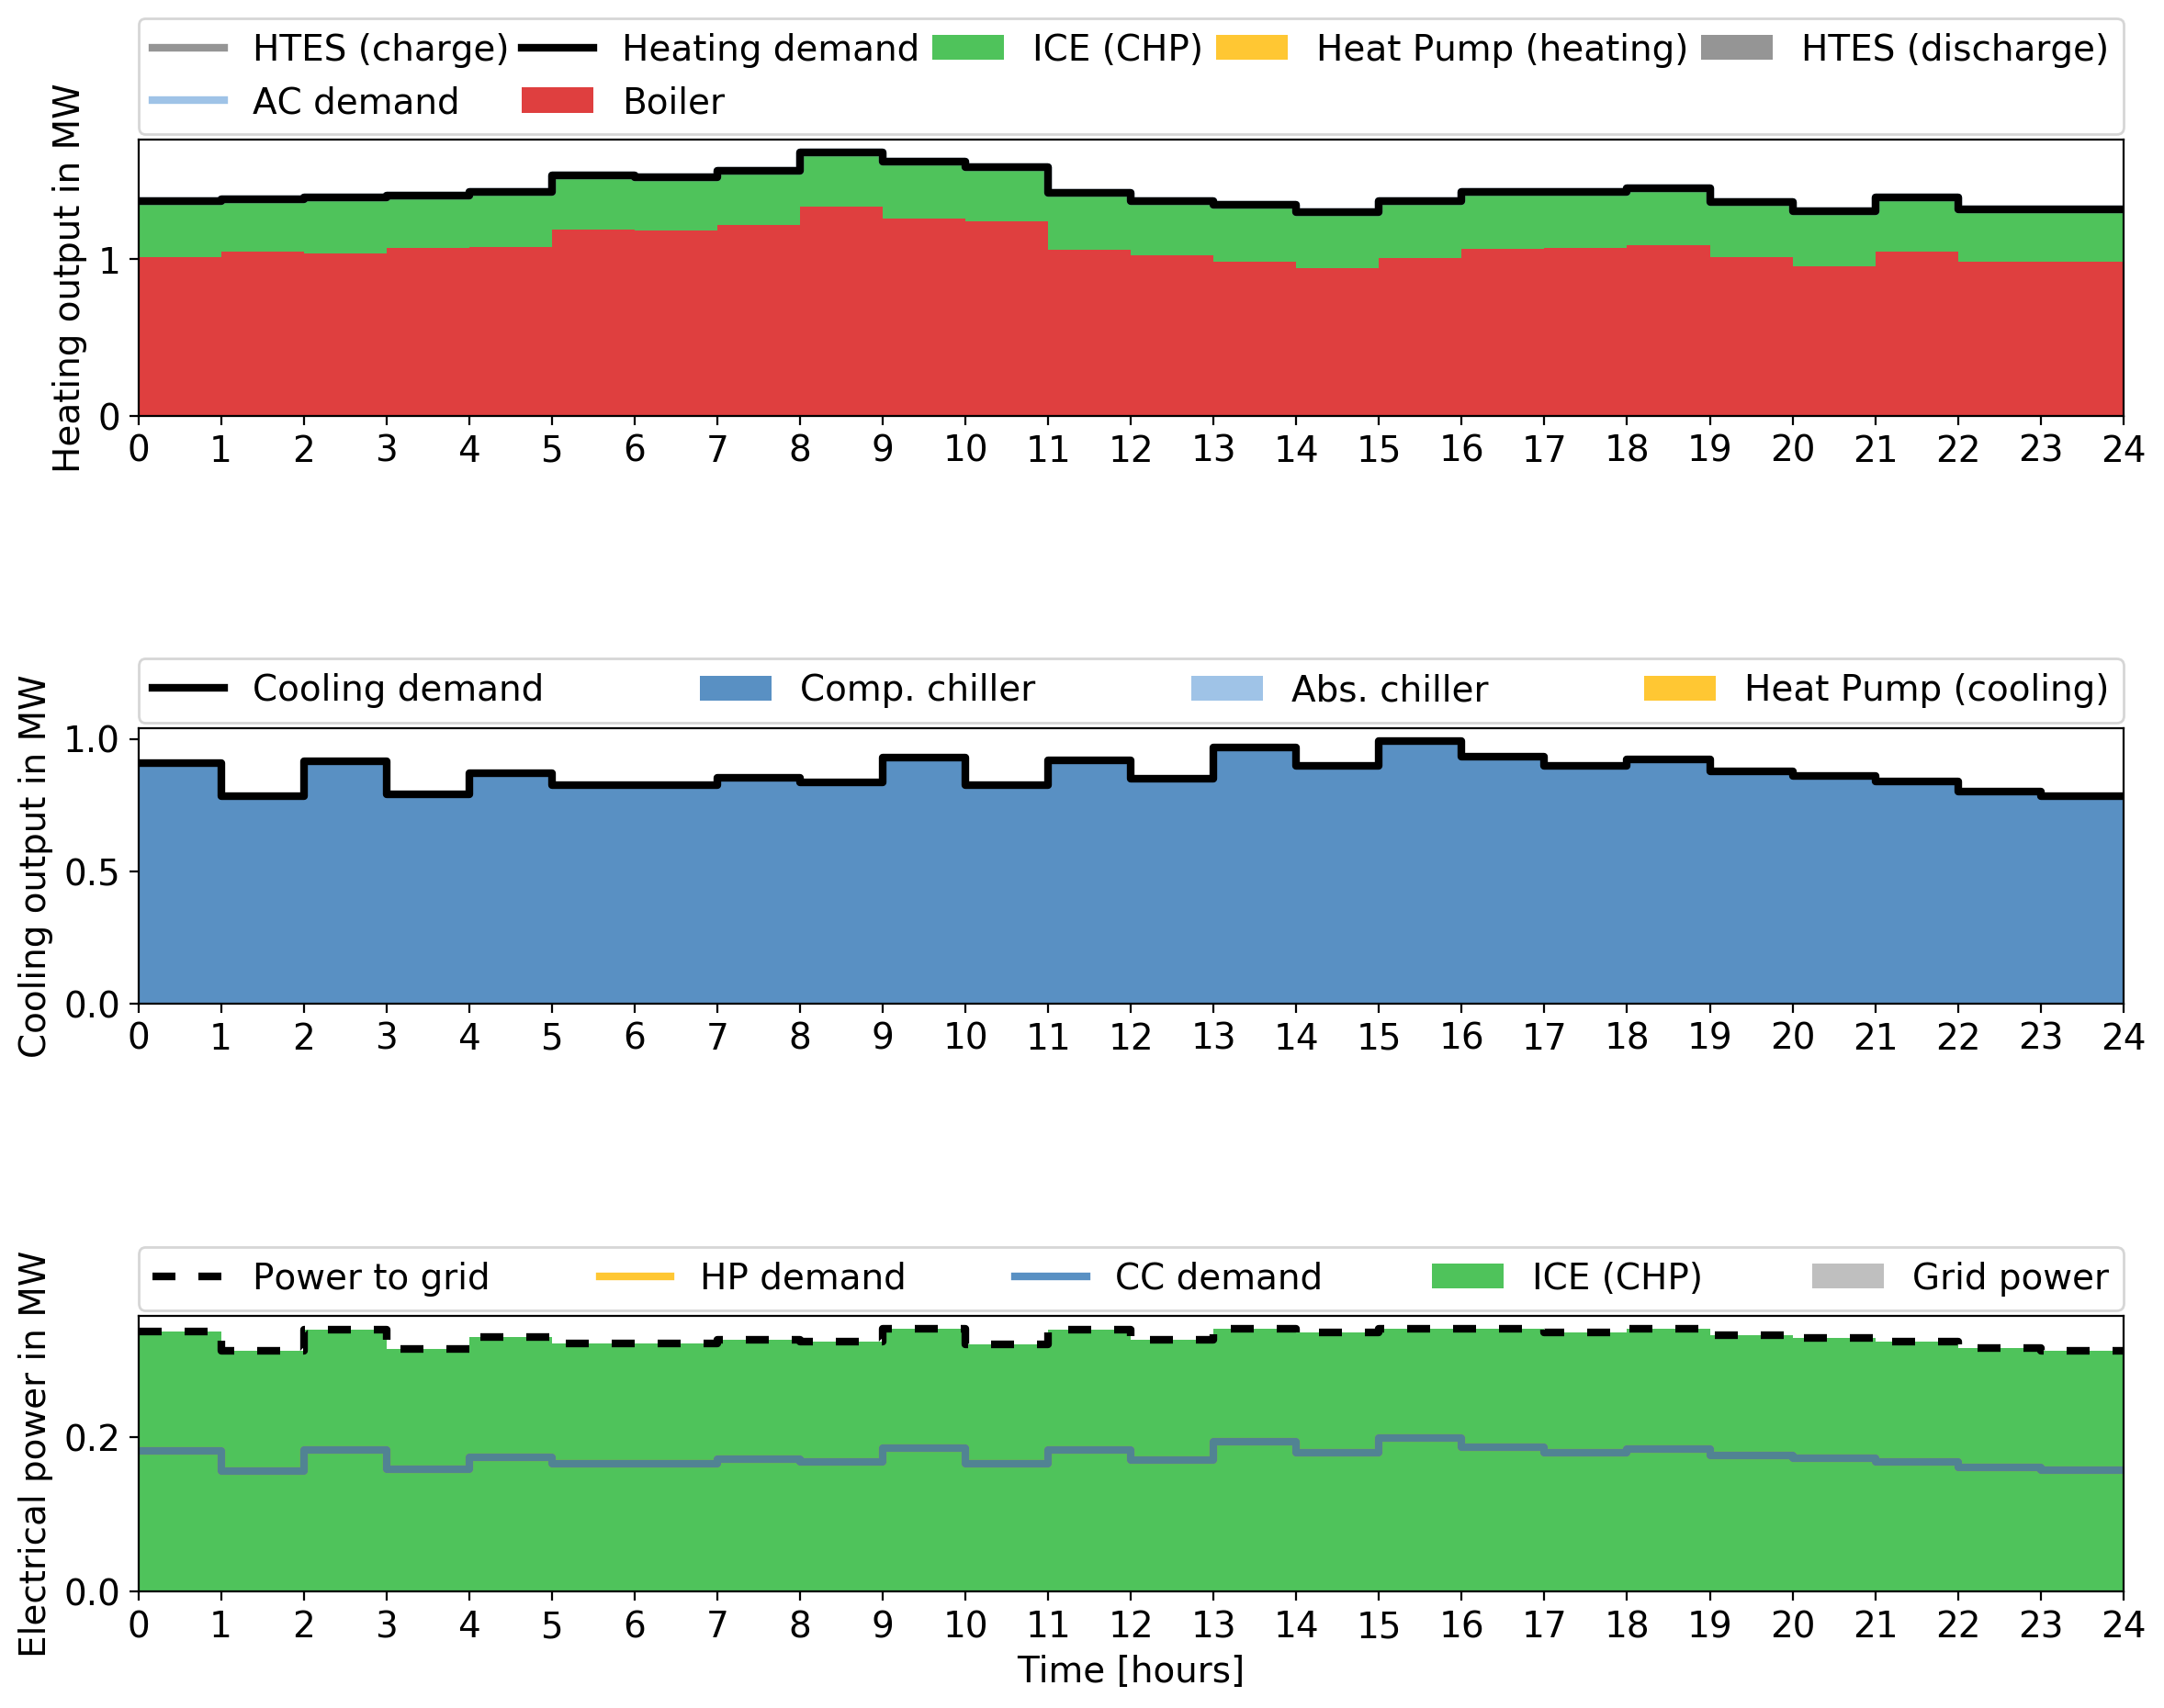 HTES (charge) Heating demand ICE (CHP) Heat Pump (heating) HTES (discharge)
AC demand Boiler
Heating output in MW
1
0
0 1 2 3 4 5 6 7 8 9 10 11 12 13 14 15 16 17 18 19 20 21 22 23 24
Cooling demand Comp. chiller Abs. chiller Heat Pump (cooling)
Cooling output in MW
1.0
0.5
0.0
0 1 2 3 4 5 6 7 8 9 10 11 12 13 14 15 16 17 18 19 20 21 22 23 24
Power to grid HP demand CC demand ICE (CHP) Grid power
Electrical power in MW
0.2
0.0
0 1 2 3 4 5 6 7 8 9 10 11 12 13 14 15 16 17 18 19 20 21 22 23 24
Time [hours]